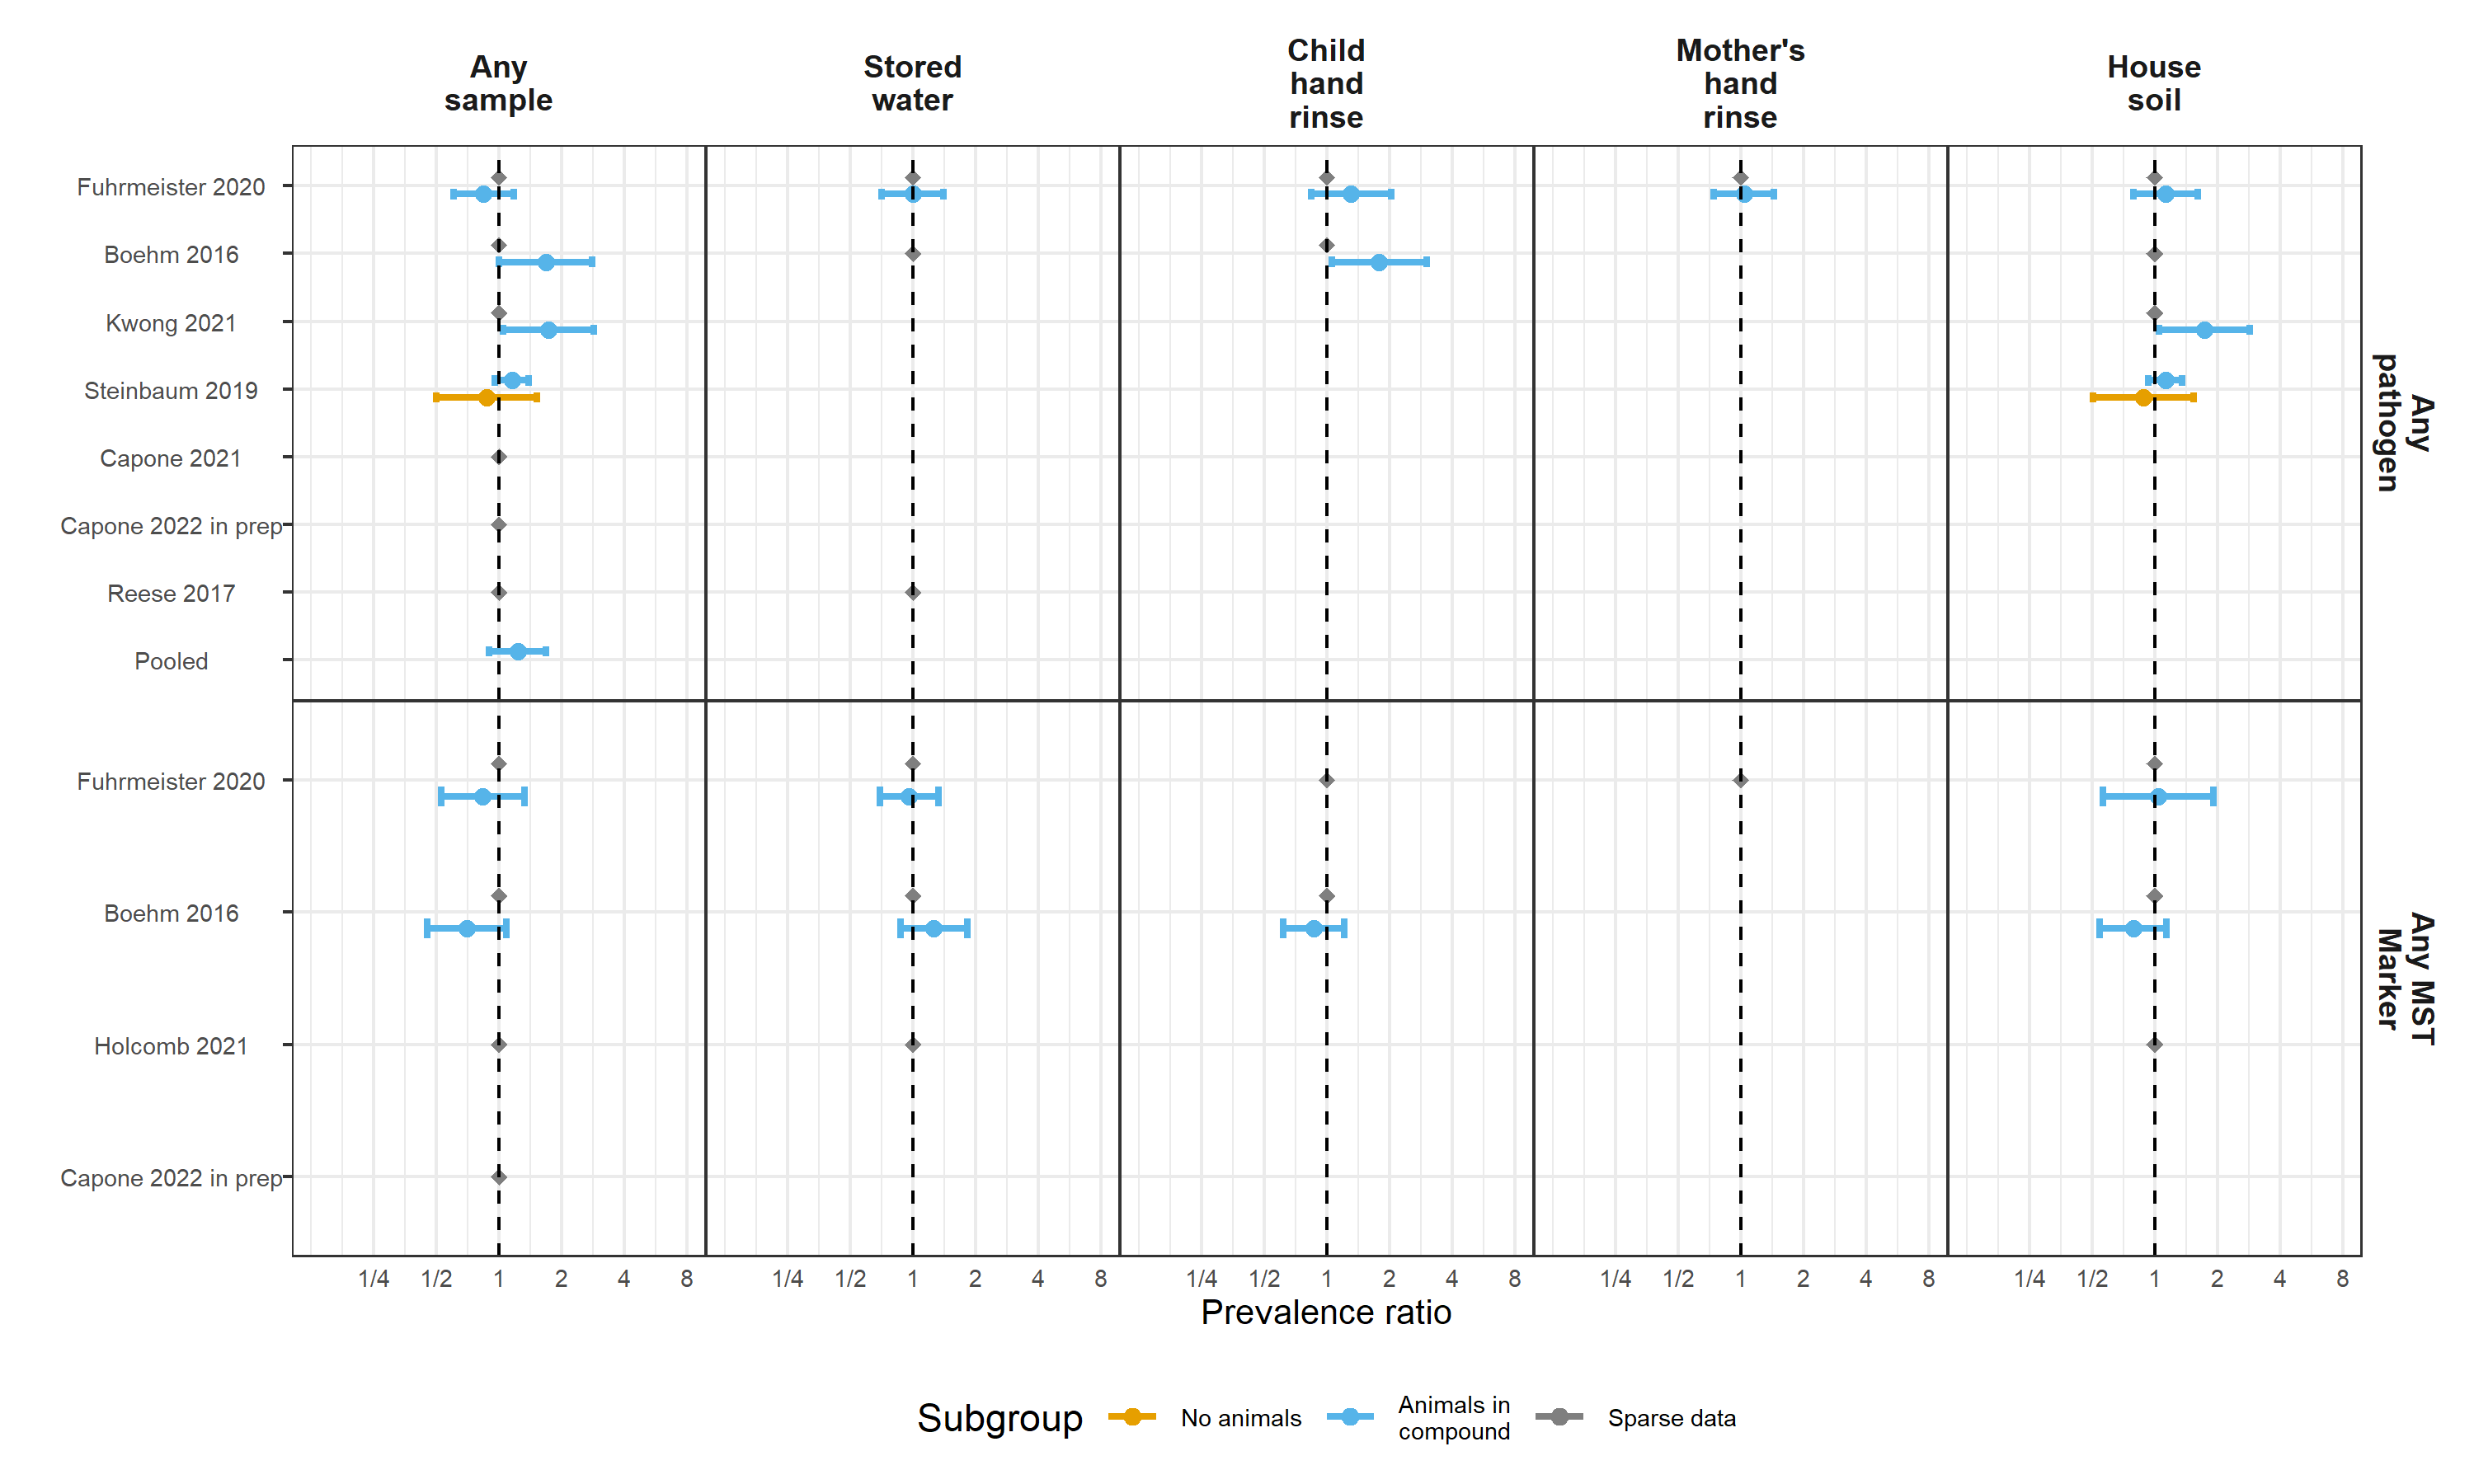 Any
sample
Stored
water
Child
hand
rinse
Mother's
hand
rinse
House
soil
Fuhrmeister 2020
Boehm 2016
Kwong 2021
Steinbaum 2019
Capone 2021
Capone 2022 in prep
Reese 2017
Pooled
Any
pathogen
Fuhrmeister 2020
Boehm 2016
Holcomb 2021
Capone 2022 in prep
Any MST
Marker
1/4 1/2 1 2 4 8 1/4 1/2 1 2 4 8 1/4 1/2 1 2 4 8 1/4 1/2 1 2 4 8 1/4 1/2 1 2 4 8
Prevalence ratio
Subgroup No animals Animals in
compound Sparse data